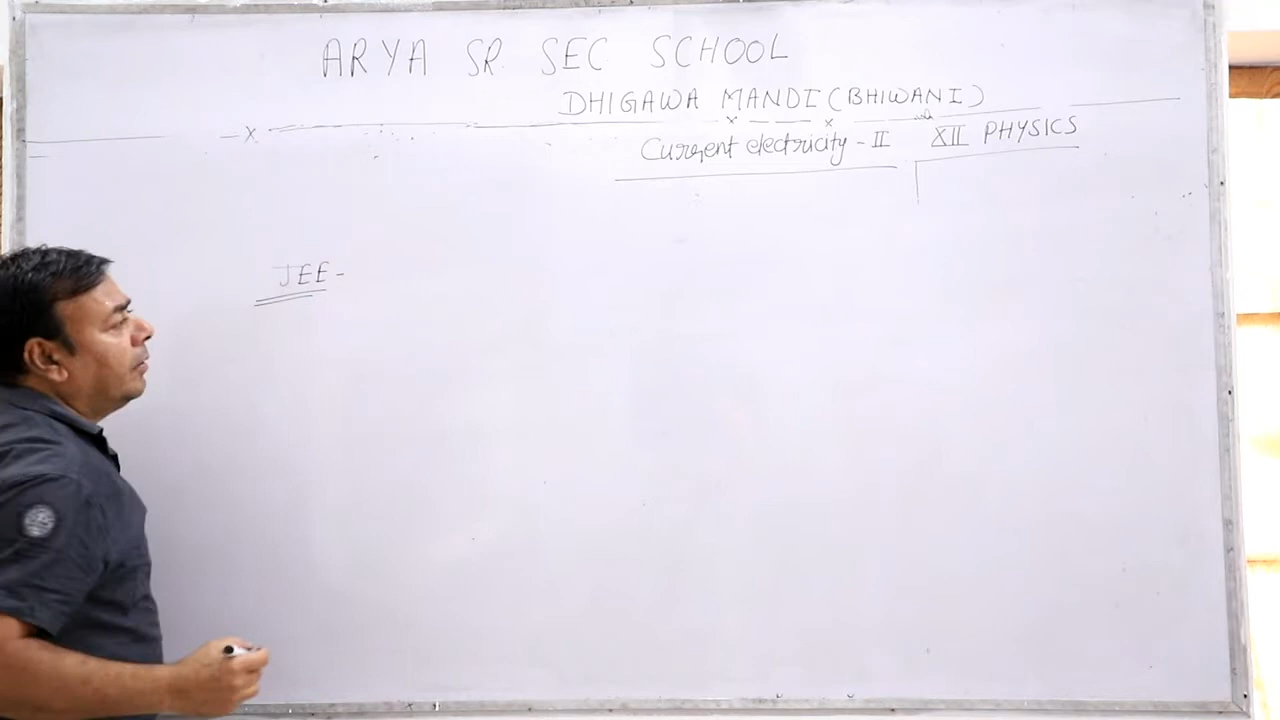 ARYA SR. SEC SCHOOL
DHIGAWA MANDI (BHIWANI)
Current electricity - II XII PHYSICS
JEE -